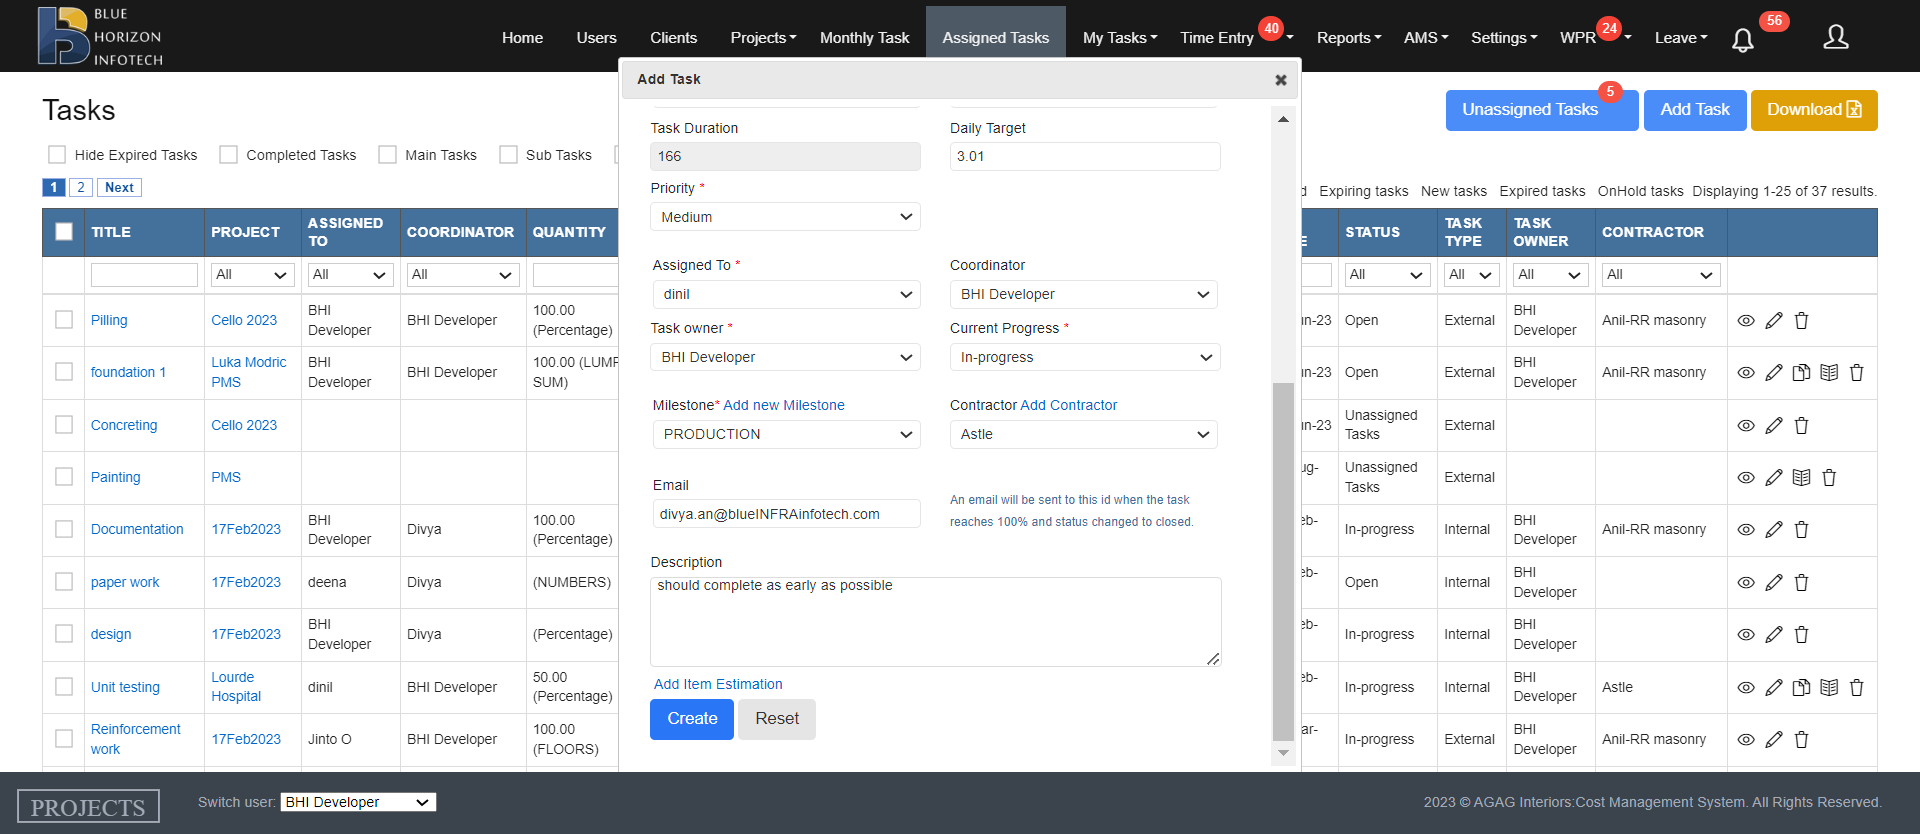 BLUE
HORIZON
INFOTECH
Home Users Clients Projects Monthly Task Assigned Tasks My Tasks Time Entry 40 Reports AMS Settings WPR 24 Leave 56
Add Task
Tasks
Unassigned Tasks 5 Add Task Download
Hide Expired Tasks Completed Tasks Main Tasks Sub Tasks
1 2 Next
Expiring tasks New tasks Expired tasks OnHold tasks Displaying 1-25 of 37 results.
TITLE PROJECT ASSIGNED TO COORDINATOR QUANTITY
E STATUS TASK TYPE TASK OWNER CONTRACTOR
All All All
All All All All
Pilling Cello 2023 BHI Developer BHI Developer 100.00 (Percentage)
un-23 Open External BHI Developer Anil-RR masonry
foundation 1 Luka Modric PMS BHI Developer BHI Developer 100.00 (LUMP SUM)
un-23 Open External BHI Developer Anil-RR masonry
Concreting Cello 2023
un-23 Unassigned Tasks External
Painting PMS
ug- Unassigned Tasks External
Documentation 17Feb2023 BHI Developer Divya 100.00 (Percentage)
eb- In-progress Internal BHI Developer Anil-RR masonry
paper work 17Feb2023 deena Divya (NUMBERS)
eb- Open Internal BHI Developer
design 17Feb2023 BHI Developer Divya (Percentage)
eb- In-progress Internal BHI Developer
Unit testing Lourde Hospital dinil BHI Developer 50.00 (Percentage)
eb- In-progress Internal BHI Developer Astle
Reinforcement work 17Feb2023 Jinto O BHI Developer 100.00 (FLOORS)
ar- In-progress External BHI Developer Anil-RR masonry
Task Duration Daily Target
166 3.01
Priority *
Medium
Assigned To * Coordinator
dinil BHI Developer
Task owner * Current Progress *
BHI Developer In-progress
Milestone* Add new Milestone Contractor Add Contractor
PRODUCTION Astle
Email
divya.an@blueINFRAinfotech.com
An email will be sent to this id when the task
reaches 100% and status changed to closed.
Description
should complete as early as possible
Add Item Estimation
Create Reset
PROJECTS Switch user: BHI Developer 2023 © AGAG Interiors:Cost Management System. All Rights Reserved.